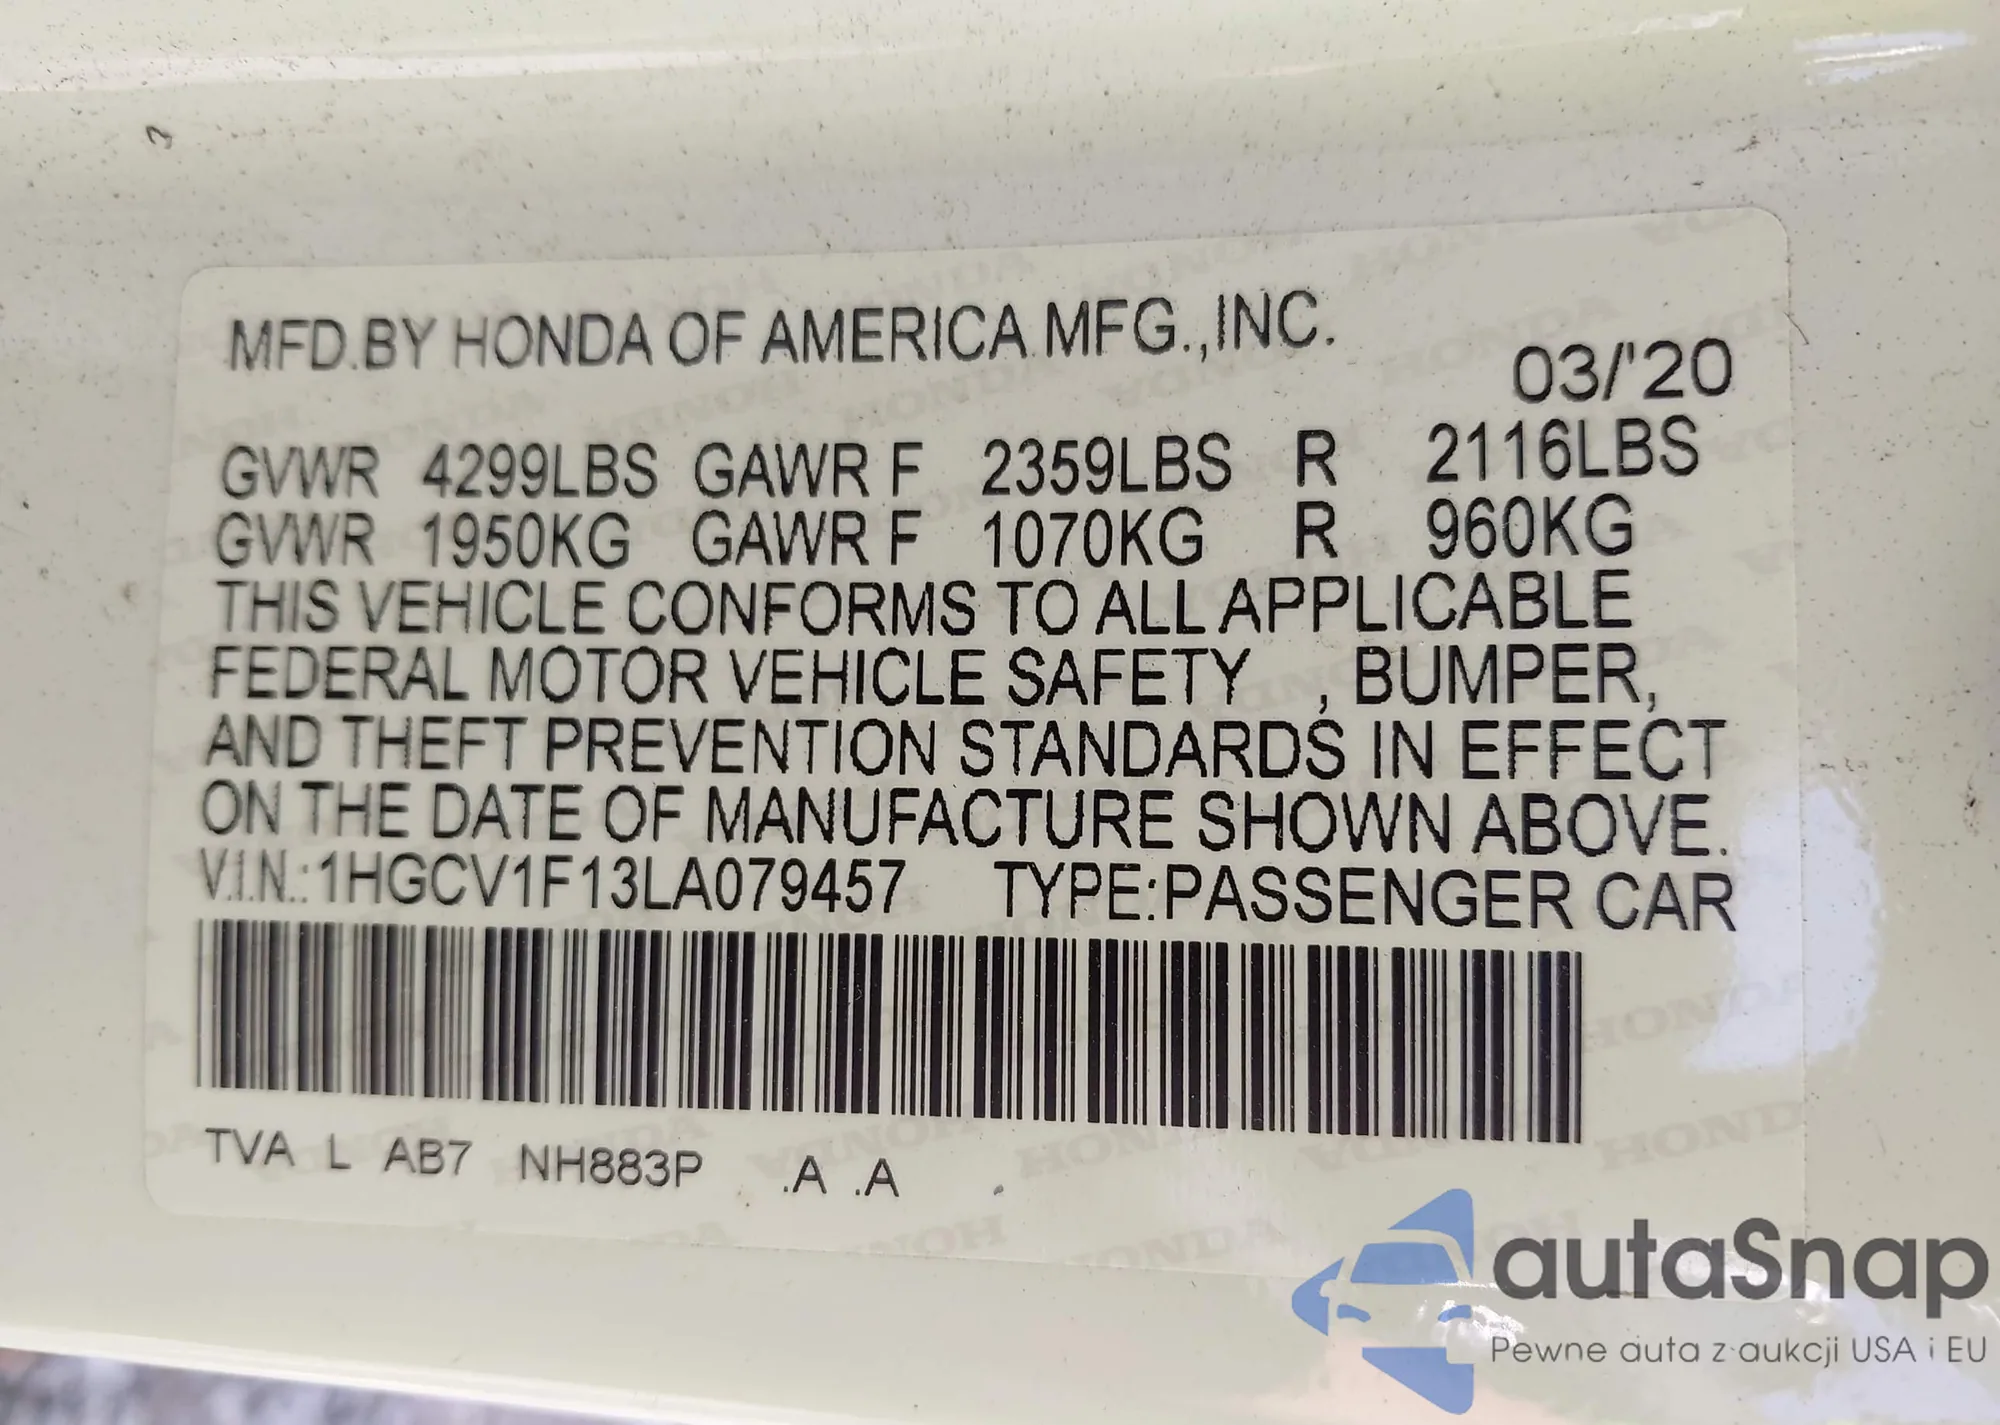 MFD.BY HONDA OF AMERICA MFG.,INC.
03/'20
GVWR 4299LBS GAWR F 2359LBS R 2116LBS
GVWR 1950KG GAWR F 1070KG R 960KG
THIS VEHICLE CONFORMS TO ALL APPLICABLE
FEDERAL MOTOR VEHICLE SAFETY , BUMPER,
AND THEFT PREVENTION STANDARDS IN EFFECT
ON THE DATE OF MANUFACTURE SHOWN ABOVE.
V.I.N.:1HGCV1F13LA079457 TYPE:PASSENGER CAR
TVA L AB7 NH883P .A .A
autaSnap
Pewne auta z aukcji USA i EU